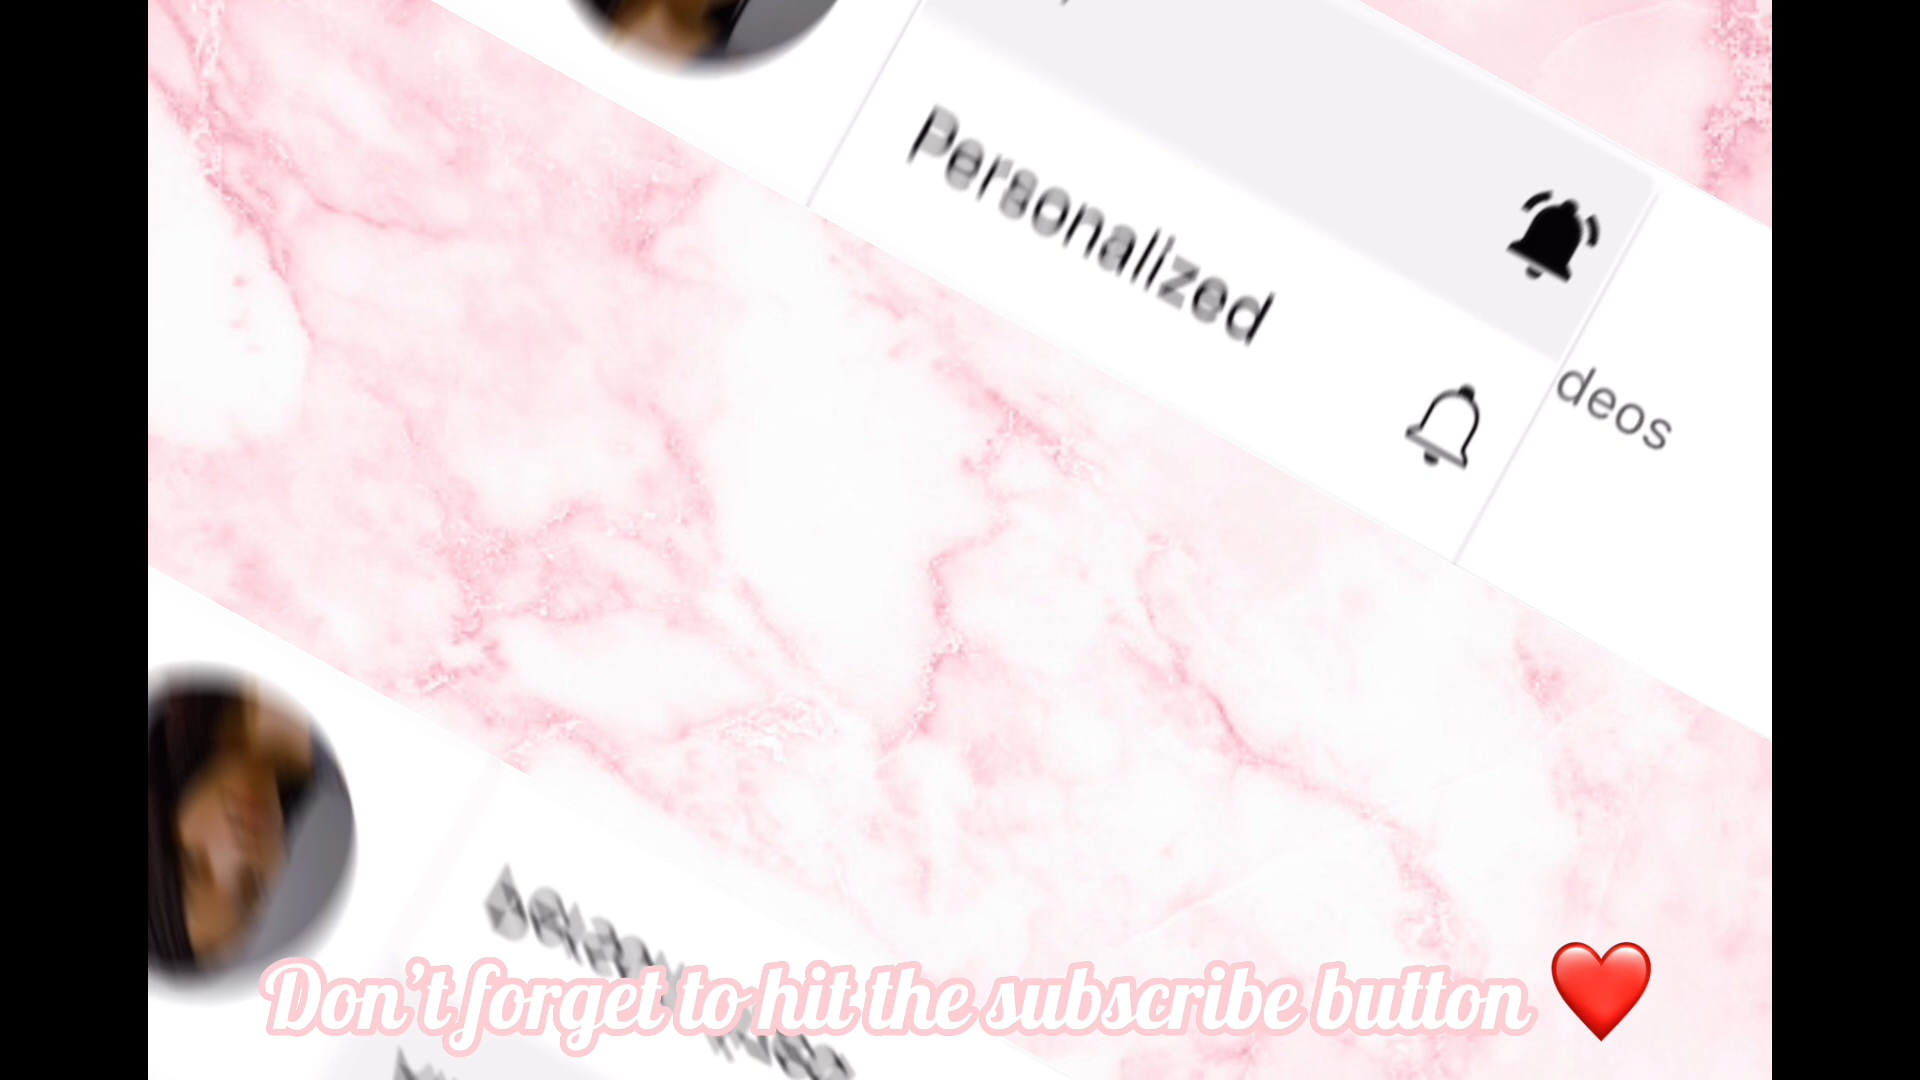 Personalized
deos
Don't forget to hit the subscribe button ❤️